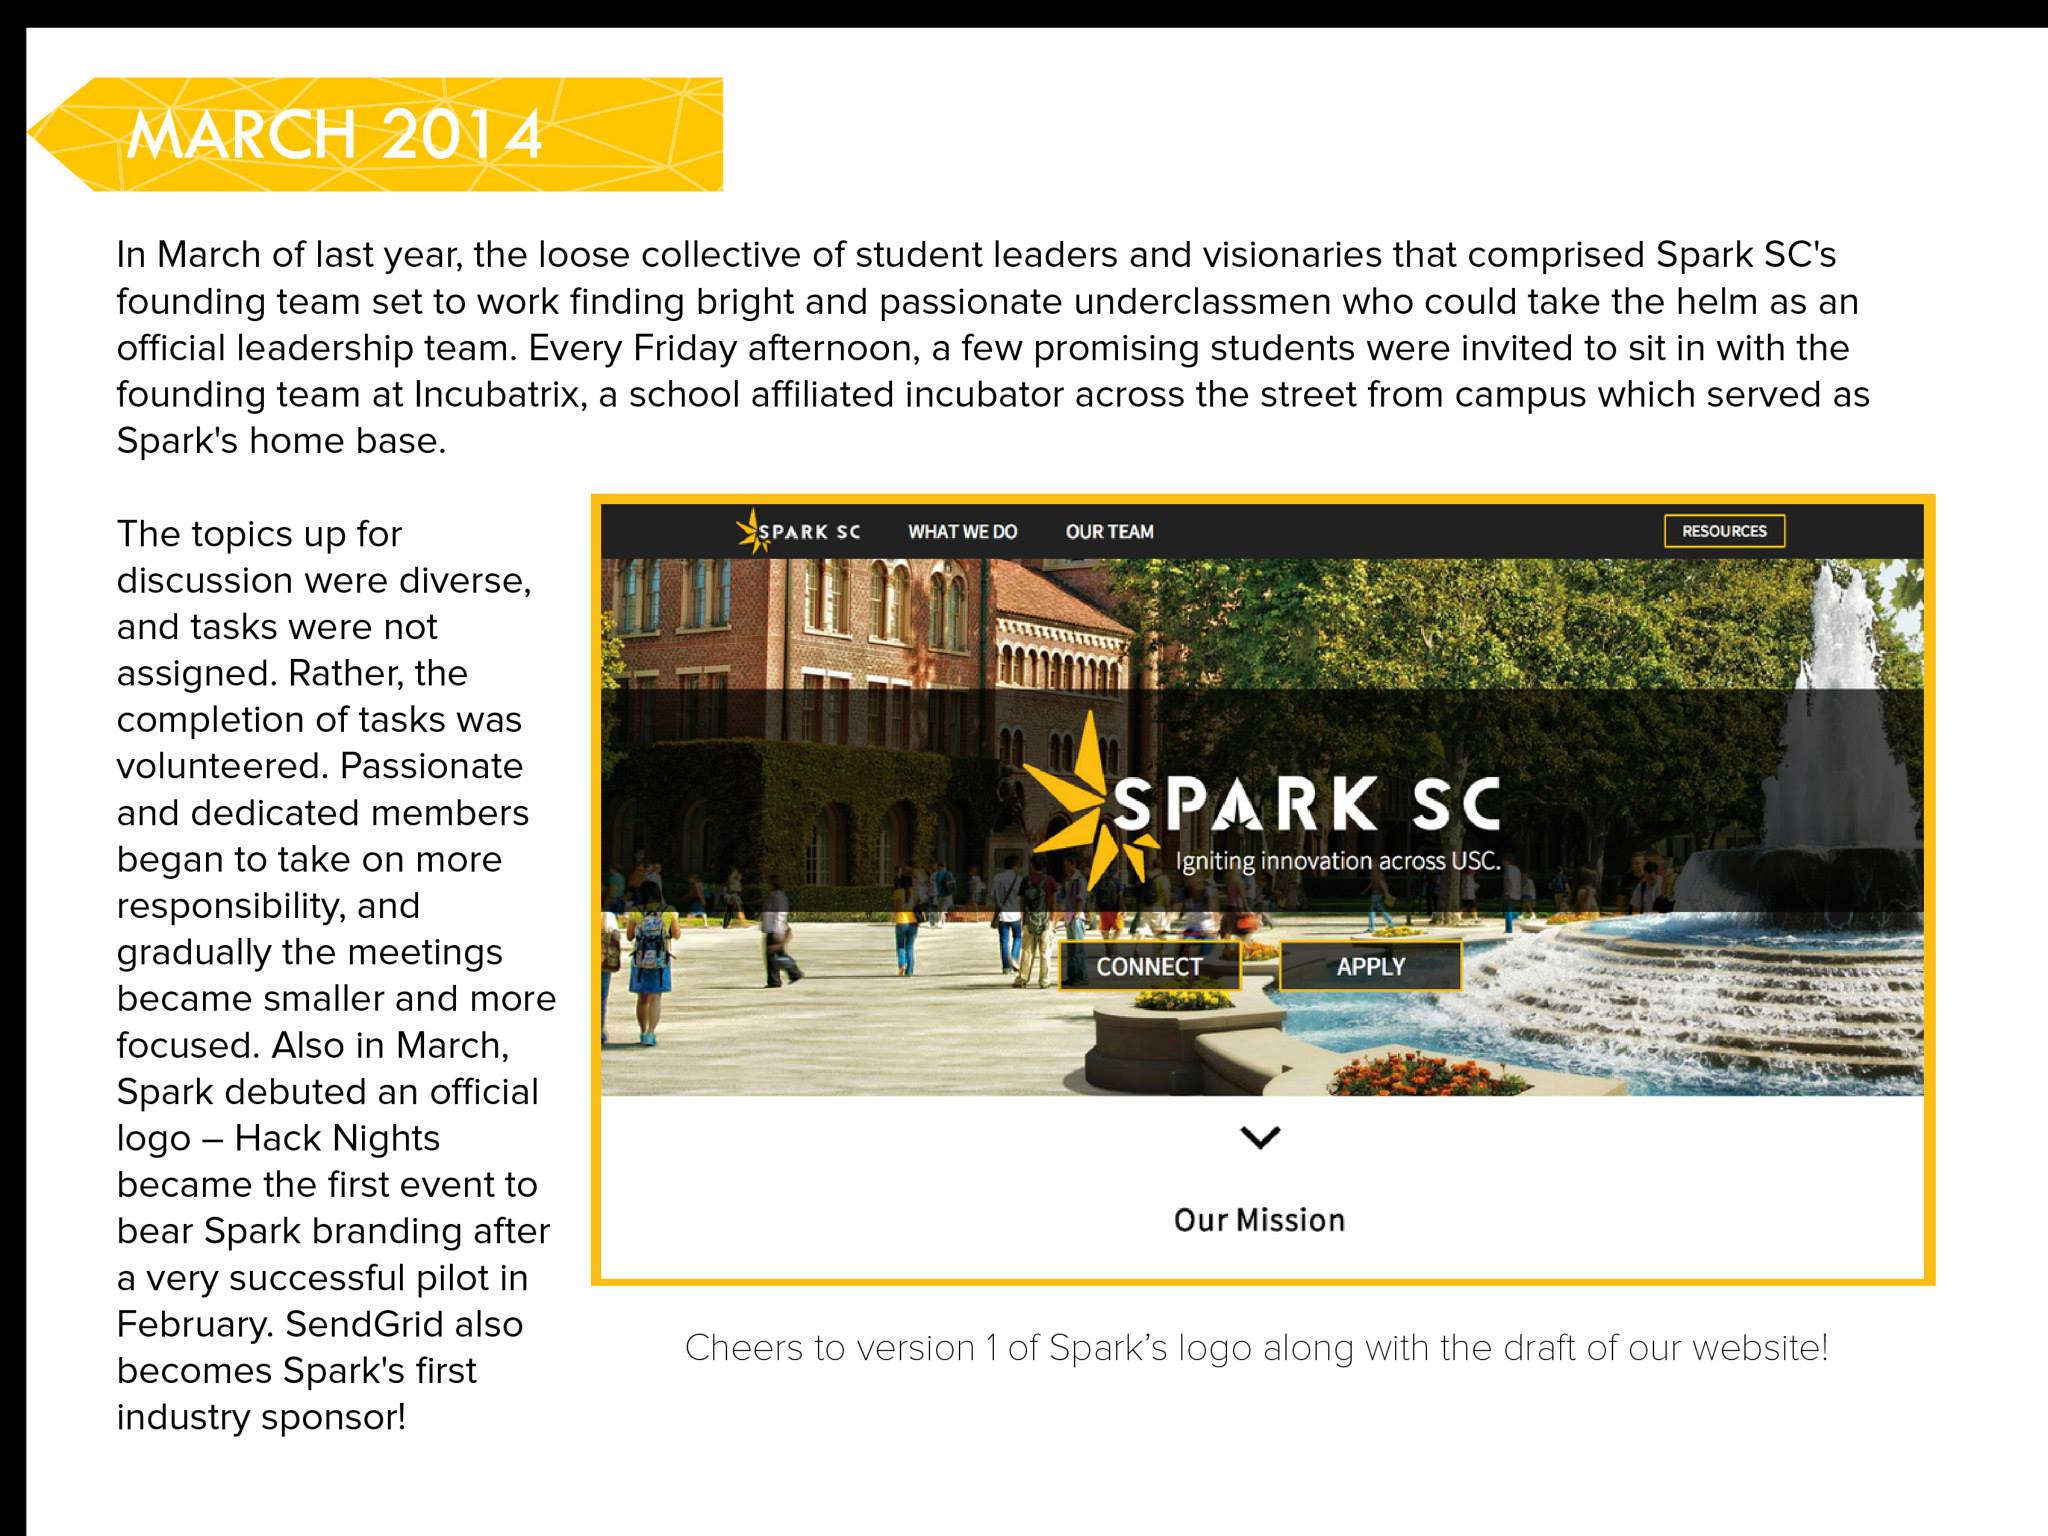 MARCH 2014
In March of last year, the loose collective of student leaders and visionaries that comprised Spark SC's
founding team set to work finding bright and passionate underclassmen who could take the helm as an
official leadership team. Every Friday afternoon, a few promising students were invited to sit in with the
founding team at Incubatrix, a school affiliated incubator across the street from campus which served as
Spark's home base.
The topics up for
discussion were diverse,
and tasks were not
assigned. Rather, the
completion of tasks was
volunteered. Passionate
and dedicated members
began to take on more
responsibility, and
gradually the meetings
became smaller and more
focused. Also in March,
Spark debuted an official
logo – Hack Nights
became the first event to
bear Spark branding after
a very successful pilot in
February. SendGrid also
becomes Spark's first
industry sponsor!
SPARK SC WHAT WE DO OUR TEAM RESOURCES
SPARK SC
Igniting innovation across USC.
CONNECT APPLY
Our Mission
Cheers to version 1 of Spark’s logo along with the draft of our website!